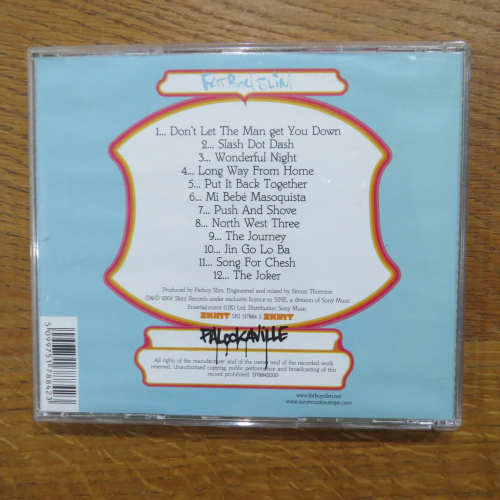 FATBOY SLIM
1... Don't Let The Man get You Down
2... Slash Dot Dash
3... Wonderful Night
4... Long Way From Home
5... Put It Back Together
6... Mi Bebé Masoquista
7... Push And Shove
8... North West Three
9... The Journey
10... Jin Go Lo Ba
11... Song For Chesh
12... The Joker
Produced by Fatboy Slim, Engineered and mixed by Simon Thornton
℗&© 2004 Skint Records under exclusive licence to SINE, a division of Sony Music
Entertainment (UK) Ltd, Distribution Sony Music
SKINT SKI 517884 2 SKINT
PALOOKAVILLE
All rights of the manufacturer and of the owner of the recorded work
reserved. Unauthorised copying, public performance and broadcasting of this
record prohibited. 5178842000
5099751788423
www.fatboyslim.net
www.sonymusiceurope.com